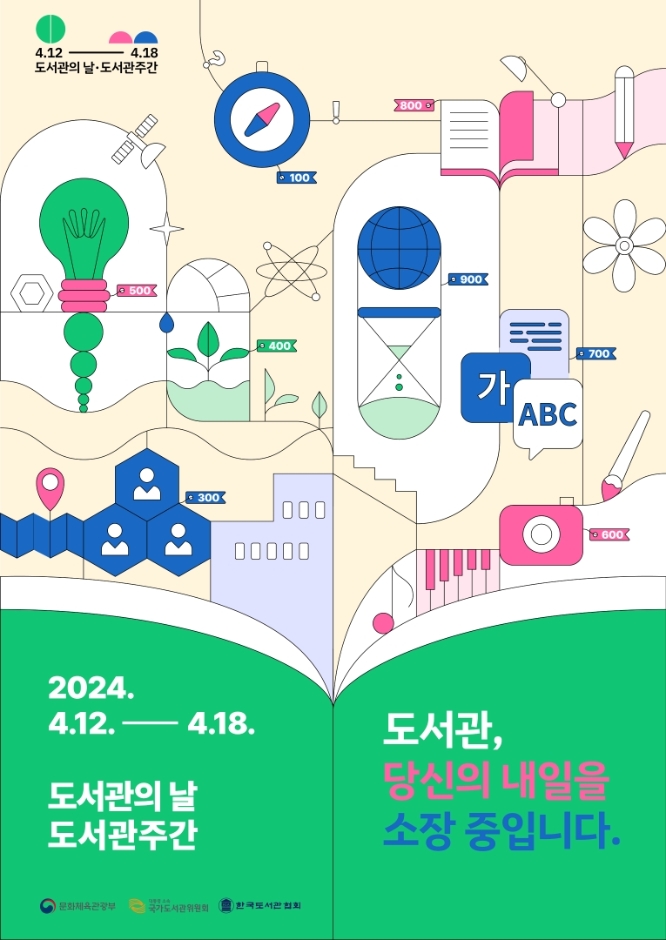 4.12 — 4.18
도서관의 날·도서관주간
!
800
100
900
500
400
700
가
ABC
300
600
2024.
4.12. — 4.18.
도서관의 날
도서관주간
도서관,
당신의 내일을
소장 중입니다.
문화체육관광부
국가도서관위원회
한국도서관협회